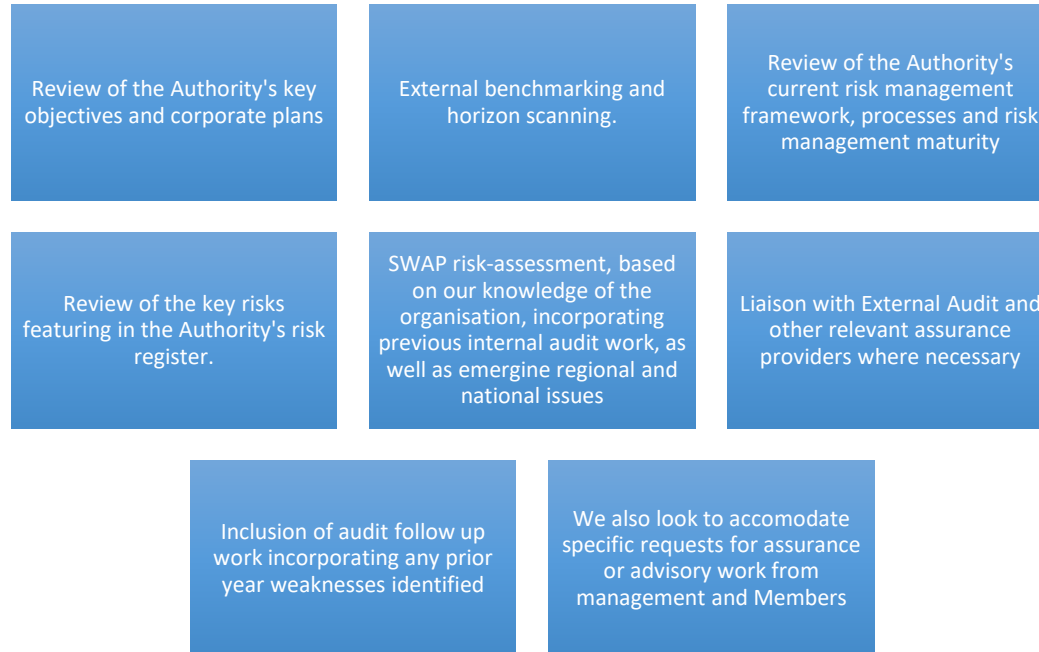 Review of the Authority's key
objectives and corporate plans
External benchmarking and
horizon scanning.
Review of the Authority's
current risk management
framework, processes and risk
management maturity
Review of the key risks
featuring in the Authority's risk
register.
SWAP risk-assessment, based
on our knowledge of the
organisation, incorporating
previous internal audit work, as
well as emergine regional and
national issues
Liaison with External Audit and
other relevant assurance
providers where necessary
Inclusion of audit follow up
work incorporating any prior
year weaknesses identified
We also look to accomodate
specific requests for assurance
or advisory work from
management and Members